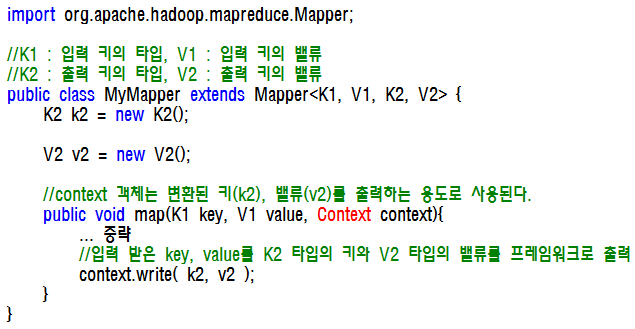 import org.apache.hadoop.mapreduce.Mapper;
//K1 : 입력 키의 타입, V1 : 입력 키의 밸류
//K2 : 출력 키의 타입, V2 : 출력 키의 밸류
public class MyMapper extends Mapper<K1, V1, K2, V2> {
K2 k2 = new K2();
V2 v2 = new V2();
//context 객체는 변환된 키(k2), 밸류(v2)를 출력하는 용도로 사용된다.
public void map(K1 key, V1 value, Context context){
... 중략
//입력 받은 key, value를 K2 타입의 키와 V2 타입의 밸류를 프레임워크로 출력
context.write( k2, v2 );
}
}